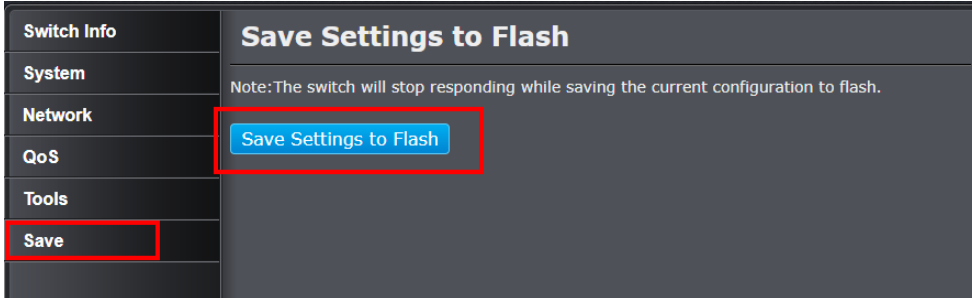 Switch Info
System
Network
QoS
Tools
Save
Save Settings to Flash
Note:The switch will stop responding while saving the current configuration to flash.
Save Settings to Flash